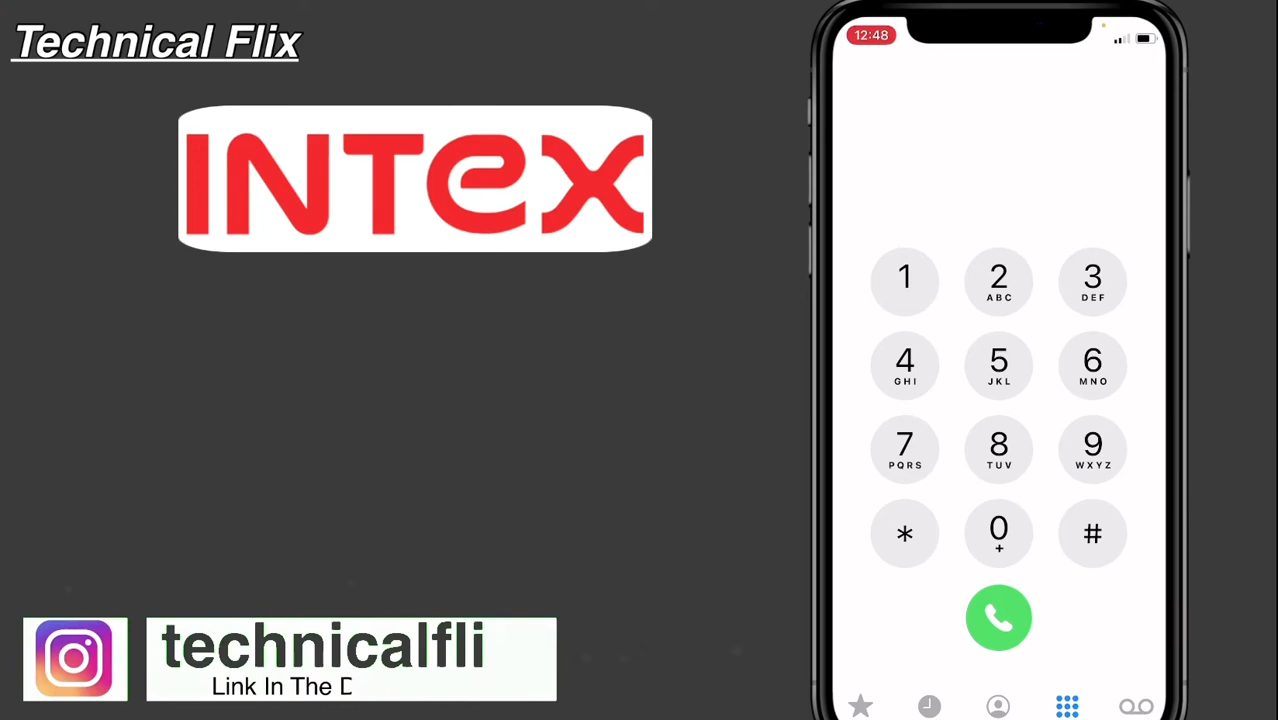 Technical Flix
INTEX
12:48
1
2
ABC
3
DEF
4
GHI
5
JKL
6
MNO
7
PQRS
8
TUV
9
WXYZ
*
0
+
#
technicalfli
Link In The D